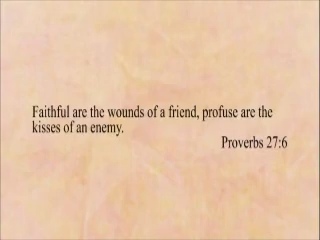 Faithful are the wounds of a friend, profuse are the
kisses of an enemy.
Proverbs 27:6